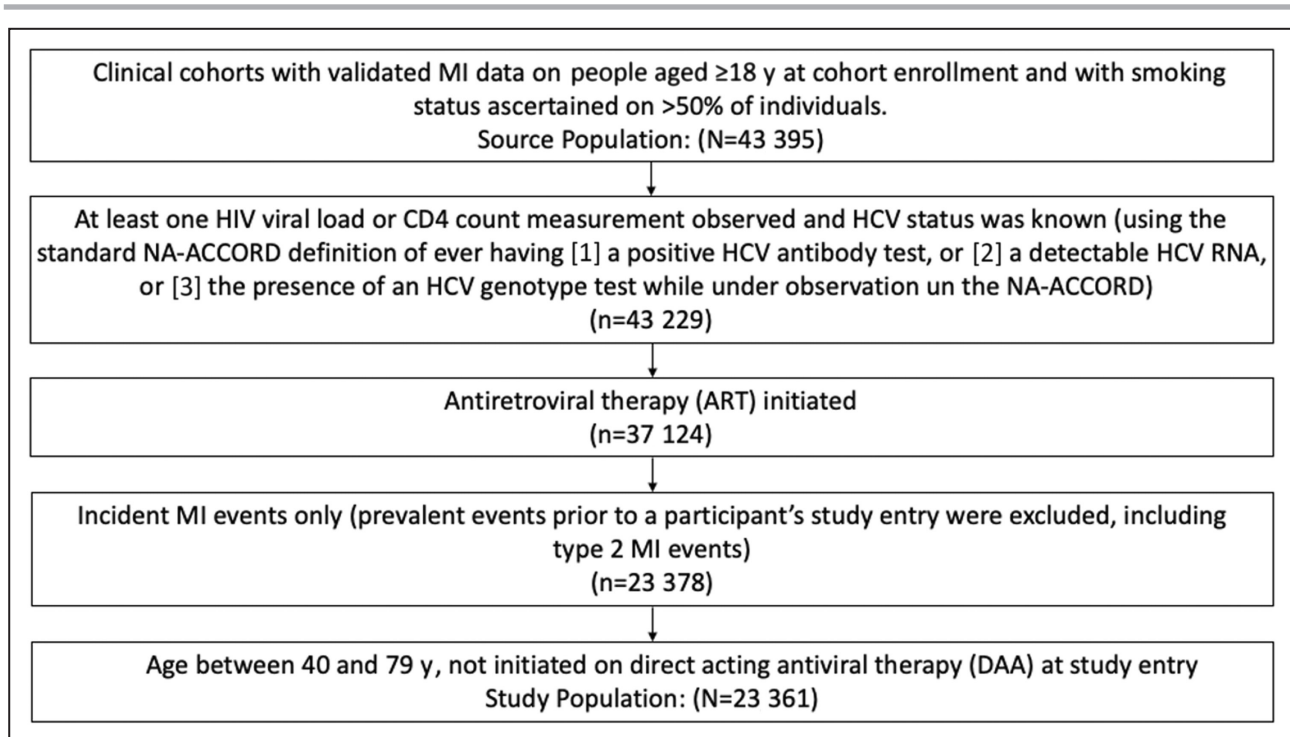 Clinical cohorts with validated MI data on people aged ≥18 y at cohort enrollment and with smoking
status ascertained on >50% of individuals.
Source Population: (N=43 395)
At least one HIV viral load or CD4 count measurement observed and HCV status was known (using the
standard NA-ACCORD definition of ever having [1] a positive HCV antibody test, or [2] a detectable HCV RNA,
or [3] the presence of an HCV genotype test while under observation un the NA-ACCORD)
(n=43 229)
Antiretroviral therapy (ART) initiated
(n=37 124)
Incident MI events only (prevalent events prior to a participant’s study entry were excluded, including
type 2 MI events)
(n=23 378)
Age between 40 and 79 y, not initiated on direct acting antiviral therapy (DAA) at study entry
Study Population: (N=23 361)